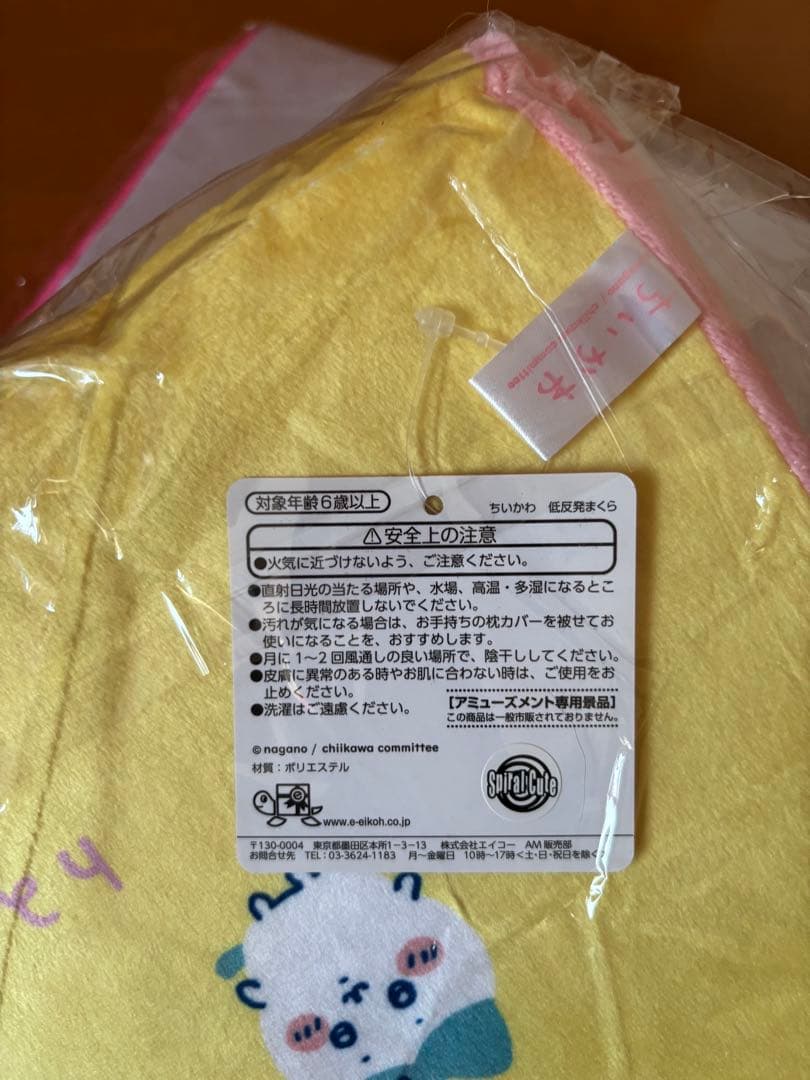 ちいかわ
committee
対象年齢6歳以上
ちいかわ 低反発まくら
⚠安全上の注意
●火気に近づけないよう、ご注意ください。
●直射日光の当たる場所や、水場、高温・多湿になるとこ
ろに長時間放置しないでください。
●汚れが気になる場合は、お手持ちの枕カバーを被せてお
使いになることを、おすすめします。
●月に1〜2回風通しの良い場所で、陰干ししてください。
●皮膚に異常のある時やお肌に合わない時は、ご使用をお
止めください。
●洗濯はご遠慮ください。
【アミューズメント専用景品】
この商品は一般市販されておりません。
©nagano / chiikawa committee
材質：ポリエステル
Spiral Cute
e
www.e-eikoh.co.jp
〒130-0004 東京都墨田区本所1-3-13 株式会社エイコー AM販売部
お問合せ先 TEL：03-3624-1183 月〜金曜日 10時〜17時<土・日・祝日を除く>